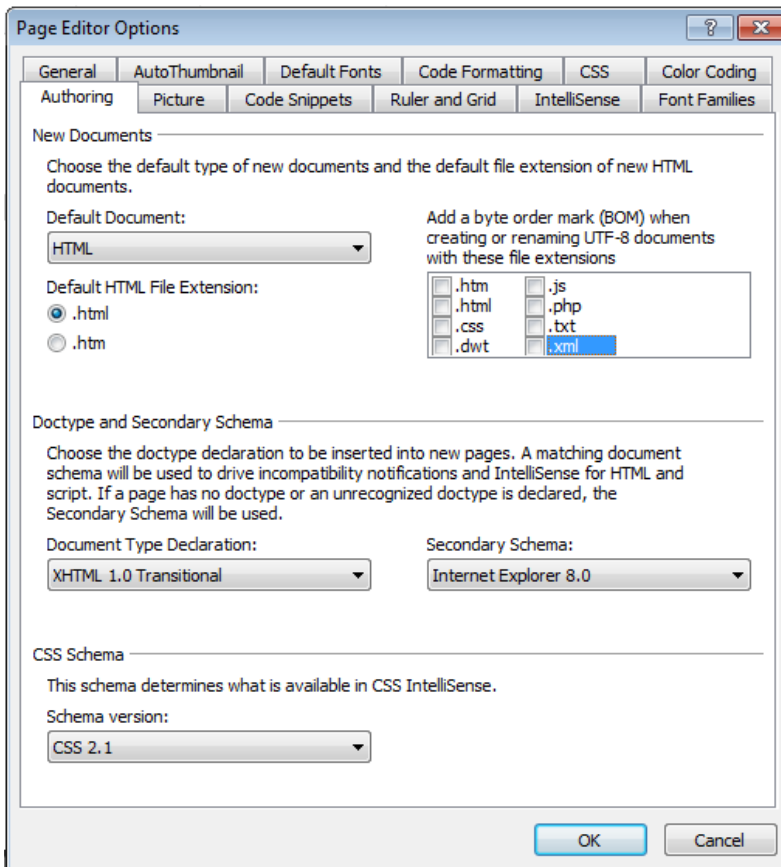 Page Editor Options
General AutoThumbnail Default Fonts Code Formatting CSS Color Coding
Authoring Picture Code Snippets Ruler and Grid IntelliSense Font Families
New Documents
Choose the default type of new documents and the default file extension of new HTML
documents.
Default Document:
HTML
Default HTML File Extension:
.html
.htm
Add a byte order mark (BOM) when
creating or renaming UTF-8 documents
with these file extensions
.htm .js
.html .php
.css .txt
.dwt .xml
Doctype and Secondary Schema
Choose the doctype declaration to be inserted into new pages. A matching document
schema will be used to drive incompatibility notifications and IntelliSense for HTML and
script. If a page has no doctype or an unrecognized doctype is declared, the
Secondary Schema will be used.
Document Type Declaration:
XHTML 1.0 Transitional
Secondary Schema:
Internet Explorer 8.0
CSS Schema
This schema determines what is available in CSS IntelliSense.
Schema version:
CSS 2.1
OK Cancel